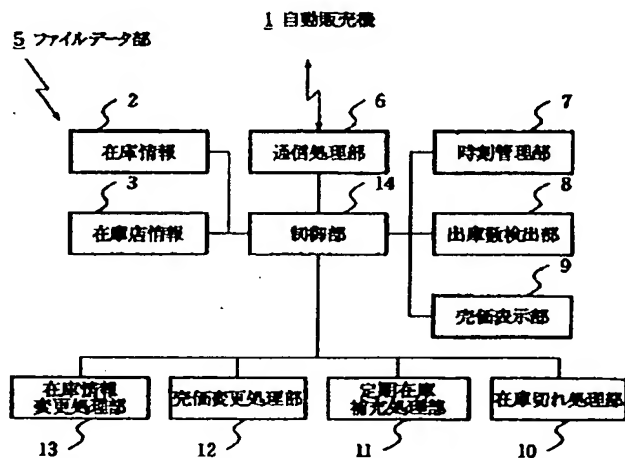 1 自動販売機
5 ファイルデータ部
2
6
7
在庫情報
通信処理部
時刻管理部
3
14
8
在庫店情報
制御部
出庫数検出部
9
売価表示部
在庫情報
変更処理部
売価変更処理部
定期在庫
補充処理部
在庫切れ処理部
13
12
11
10